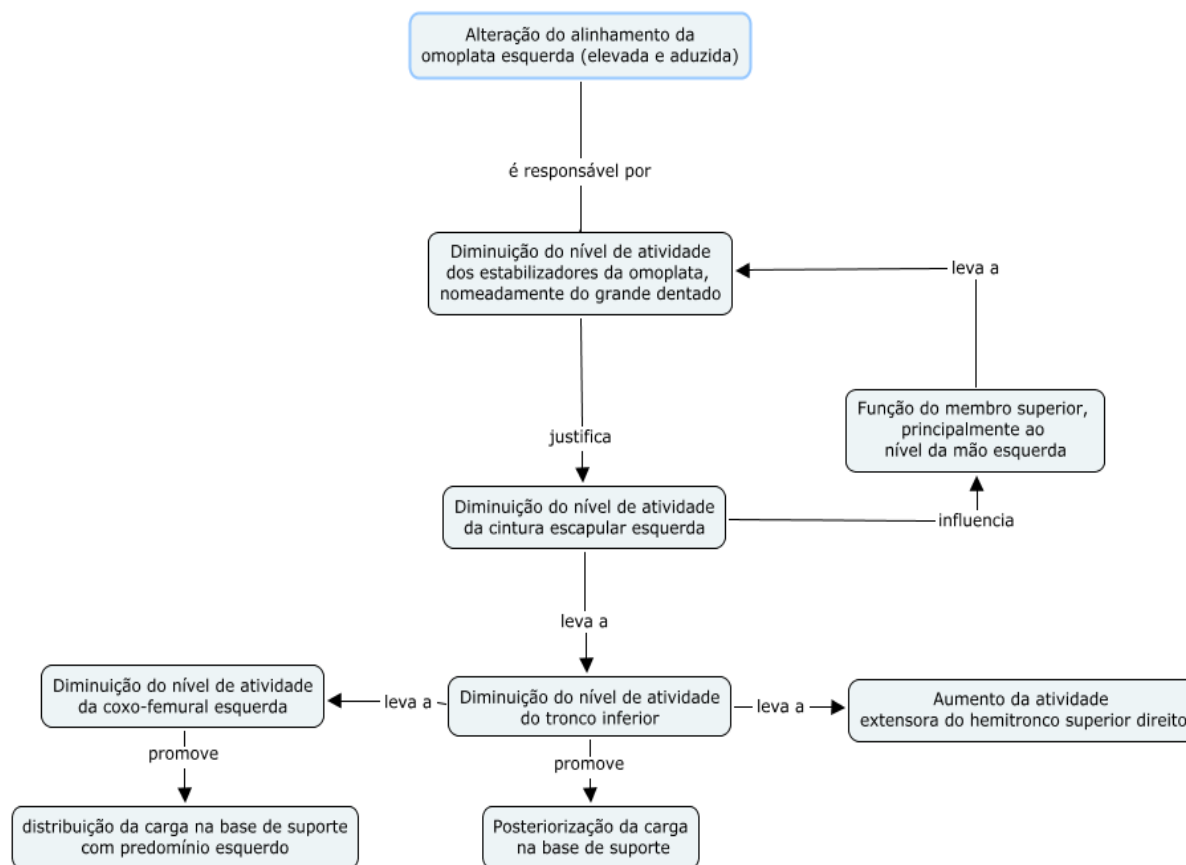 Alteração do alinhamento da
omoplata esquerda (elevada e aduzida)
é responsável por
Diminuição do nível de atividade
dos estabilizadores da omoplata,
nomeadamente do grande dentado
leva a
Função do membro superior,
principalmente ao
nível da mão esquerda
justifica
Diminuição do nível de atividade
da cintura escapular esquerda
influencia
leva a
Diminuição do nível de atividade
da coxo-femural esquerda
leva a
Diminuição do nível de atividade
do tronco inferior
leva a
Aumento da atividade
extensora do hemitronco superior direito
promove
promove
distribuição da carga na base de suporte
com predomínio esquerdo
Posteriorização da carga
na base de suporte